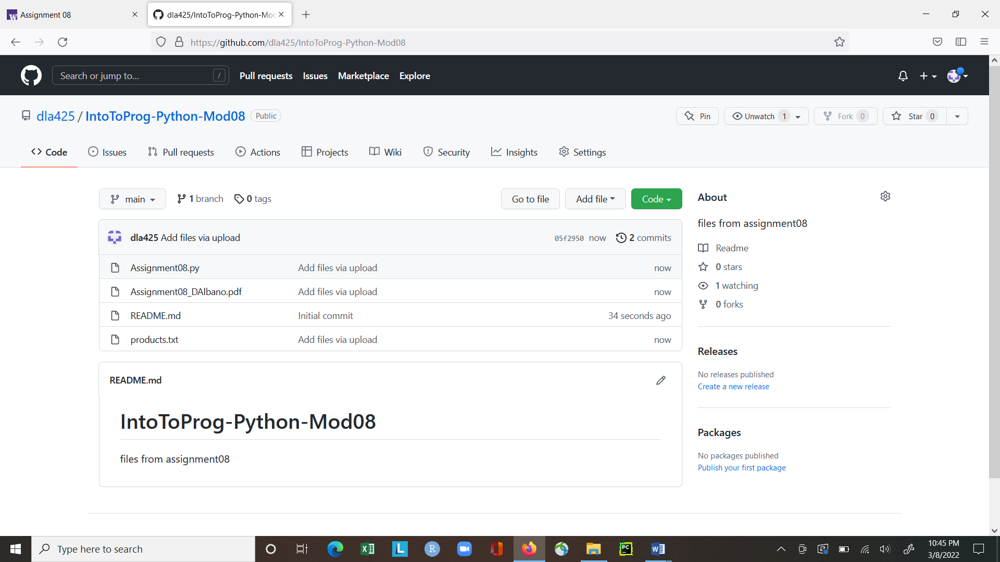 Assignment 08
dla425/IntoToProg-Python-Mod
https://github.com/dla425/IntoToProg-Python-Mod08
Search or jump to... /
Pull requests Issues Marketplace Explore
dla425 / IntoToProg-Python-Mod08 Public
Pin Unwatch 1 Fork 0 Star 0
Code Issues Pull requests Actions Projects Wiki Security Insights Settings
main 1 branch 0 tags Go to file Add file Code
dla425 Add files via upload 05f2950 now 2 commits
Assignment08.py Add files via upload now
Assignment08_DAlbano.pdf Add files via upload now
README.md Initial commit 34 seconds ago
products.txt Add files via upload now
README.md
IntoToProg-Python-Mod08
files from assignment08
About
files from assignment08
Readme
0 stars
1 watching
0 forks
Releases
No releases published
Create a new release
Packages
No packages published
Publish your first package
Type here to search
10:45 PM
3/8/2022